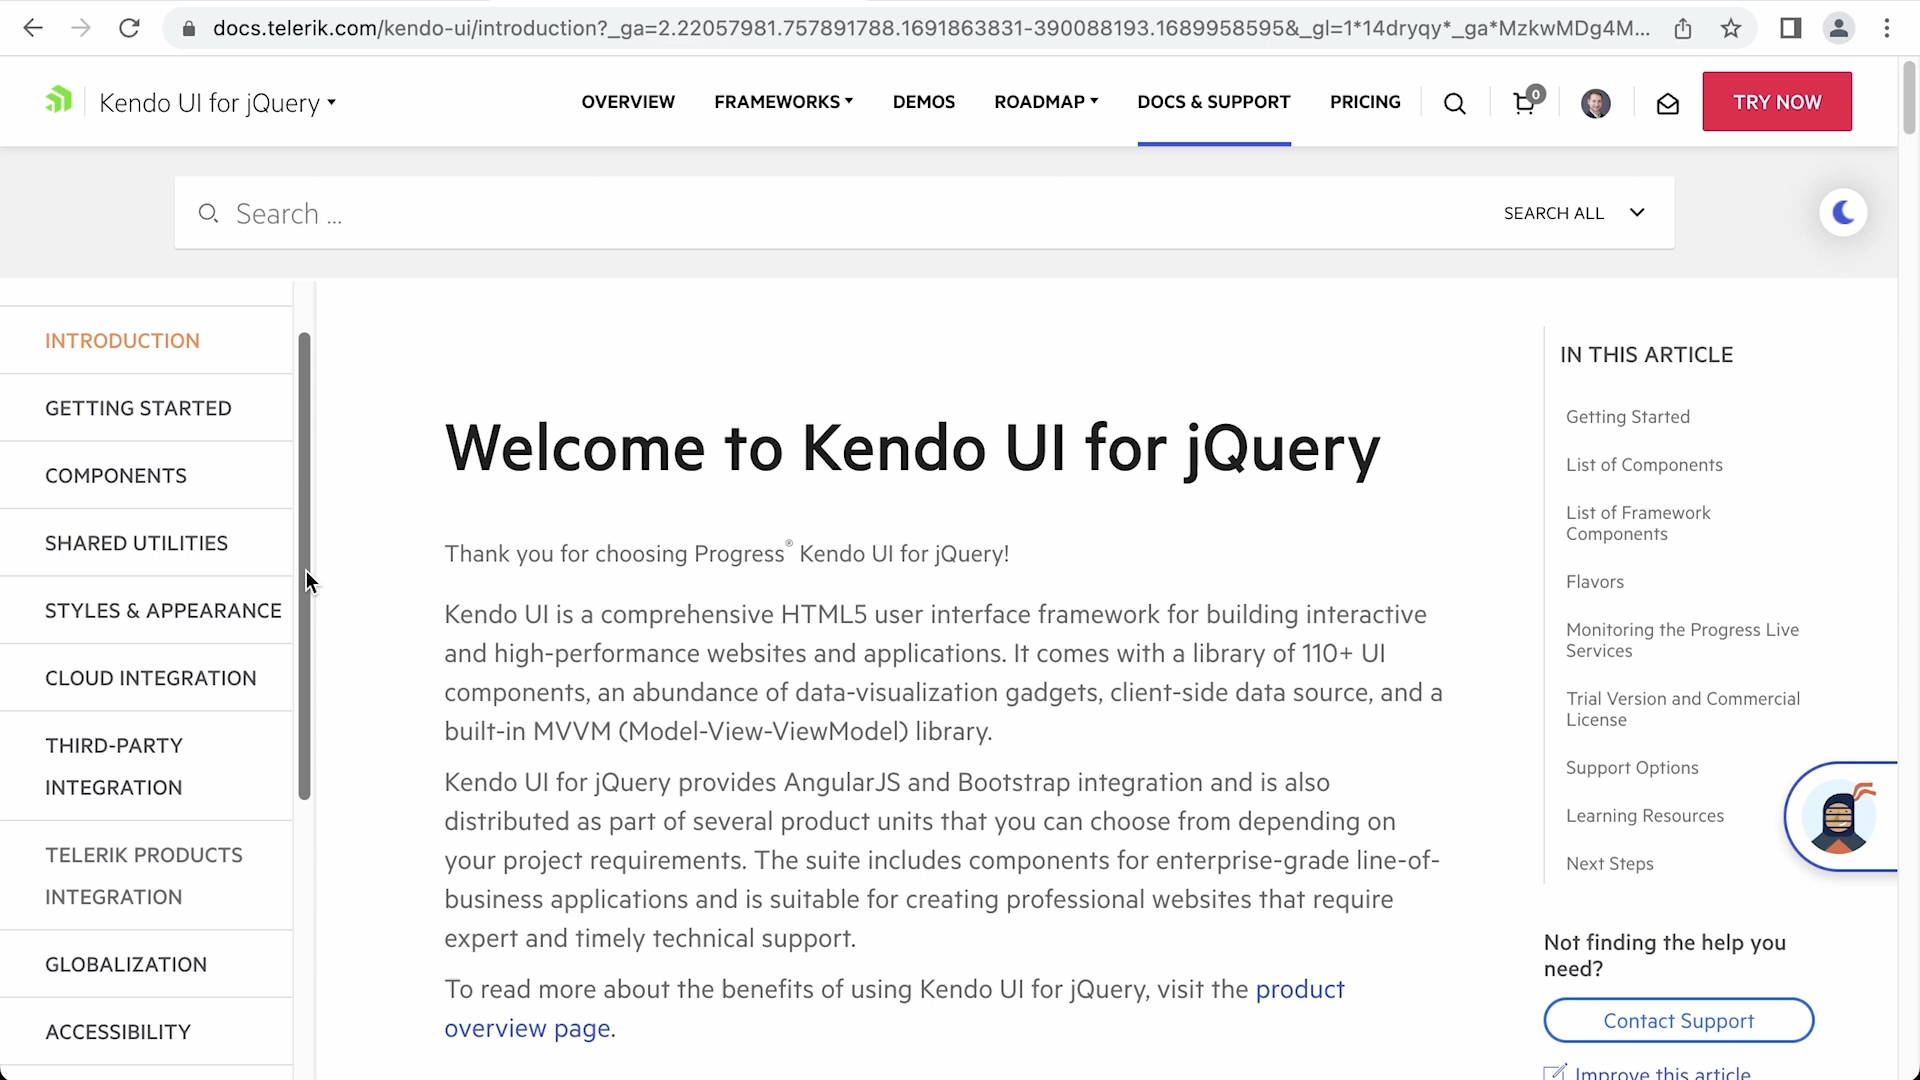 docs.telerik.com/kendo-ui/introduction?_ga=2.22057981.757891788.1691863831-390088193.1689958595&_gl=1*14dryqy*_ga*MzkwMDg4M...
Kendo UI for jQuery
OVERVIEW
FRAMEWORKS
DEMOS
ROADMAP
DOCS & SUPPORT
PRICING
0
TRY NOW
Search ...
SEARCH ALL
INTRODUCTION
GETTING STARTED
COMPONENTS
SHARED UTILITIES
STYLES & APPEARANCE
CLOUD INTEGRATION
THIRD-PARTY
INTEGRATION
TELERIK PRODUCTS
INTEGRATION
GLOBALIZATION
ACCESSIBILITY
Welcome to Kendo UI for jQuery
Thank you for choosing Progress® Kendo UI for jQuery!
Kendo UI is a comprehensive HTML5 user interface framework for building interactive
and high-performance websites and applications. It comes with a library of 110+ UI
components, an abundance of data-visualization gadgets, client-side data source, and a
built-in MVVM (Model-View-ViewModel) library.
Kendo UI for jQuery provides AngularJS and Bootstrap integration and is also
distributed as part of several product units that you can choose from depending on
your project requirements. The suite includes components for enterprise-grade line-of-
business applications and is suitable for creating professional websites that require
expert and timely technical support.
To read more about the benefits of using Kendo UI for jQuery, visit the product
overview page.
IN THIS ARTICLE
Getting Started
List of Components
List of Framework
Components
Flavors
Monitoring the Progress Live
Services
Trial Version and Commercial
License
Support Options
Learning Resources
Next Steps
Not finding the help you
need?
Contact Support
Improve this article